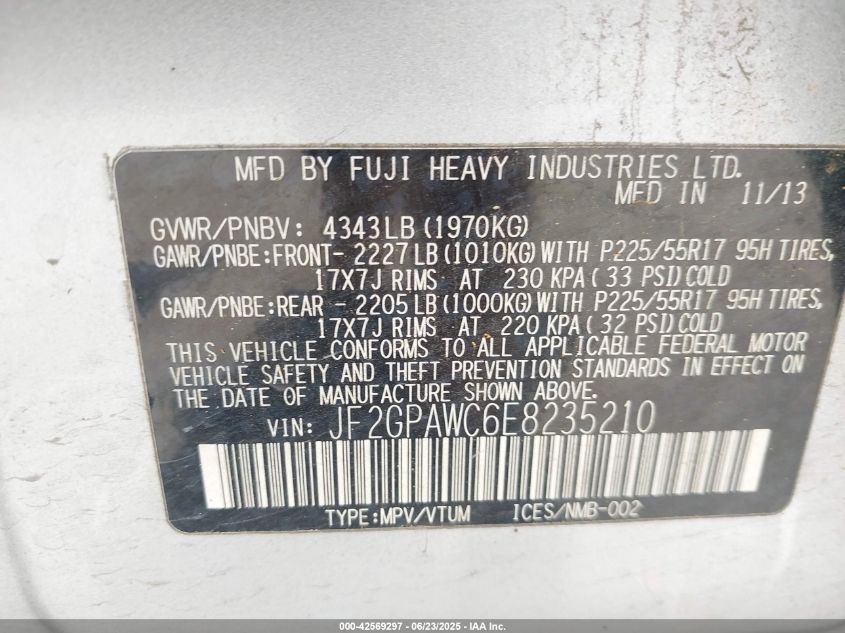 MFD BY FUJI HEAVY INDUSTRIES LTD.
MFD IN 11/13
GVWR/PNBV: 4343LB (1970KG)
GAWR/PNBE:FRONT- 2227LB(1010KG)WITH P225/55R17 95H TIRES,
17X7J RIMS AT 230 KPA(33 PSI)COLD
GAWR/PNBE:REAR - 2205LB(1000KG)WITH P225/55R17 95H TIRES,
17X7J RIMS AT 220 KPA(32 PSI)COLD
THIS VEHICLE CONFORMS TO ALL APPLICABLE FEDERAL MOTOR
VEHICLE SAFETY AND THEFT PREVENTION STANDARDS IN EFFECT ON
THE DATE OF MANUFACTURE SHOWN ABOVE.
VIN: JF2GPAWC6E8235210
TYPE:MPV/VTUM ICES/NMB-002
000-42569297 - 06/23/2025 - IAA Inc.